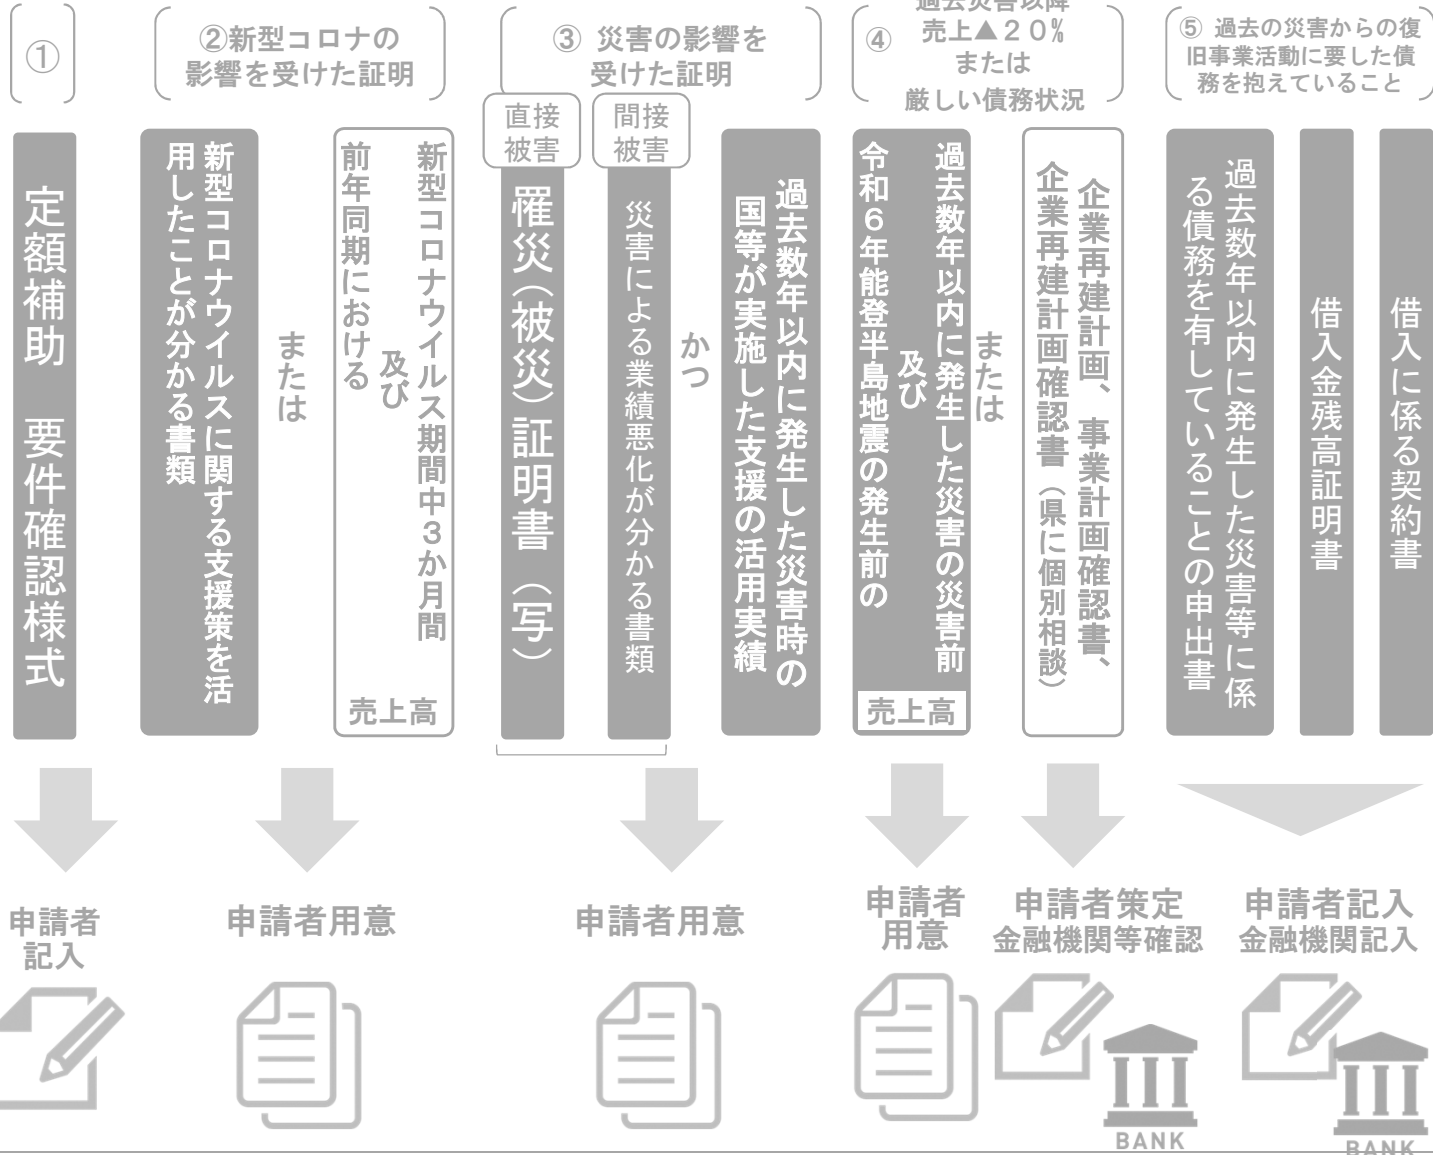 ①
②新型コロナの
影響を受けた証明
③ 災害の影響を
受けた証明
④
過去災害以降
売上▲２０%
または
厳しい債務状況
⑤ 過去の災害からの復
旧事業活動に要した債
務を抱えていること
定額補助　要件確認様式
新型コロナウイルスに関する支援策を活
用したことが分かる書類
または
新型コロナウイルス期間中３か月間
及び
前年同期における
売上高
直接
被害
罹災（被災）証明書（写）
間接
被害
災害による業績悪化が分かる書類
かつ
過去数年以内に発生した災害時の
国等が実施した支援の活用実績
過去数年以内に発生した災害の災害前
及び
令和６年能登半島地震の発生前の
売上高
または
企業再建計画、事業計画確認書、
企業再建計画確認書（県に個別相談）
過去数年以内に発生した災害等に係
る債務を有していることの申出書
借入金残高証明書
借入に係る契約書
申請者
記入
申請者用意
申請者用意
申請者
用意
申請者策定
金融機関等確認
申請者記入
金融機関記入
BANK
BANK